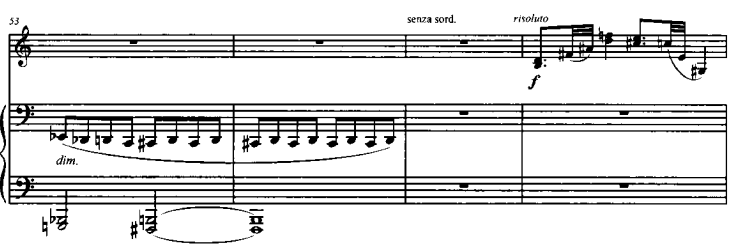 53
senza sord.
risoluto
f
dim.